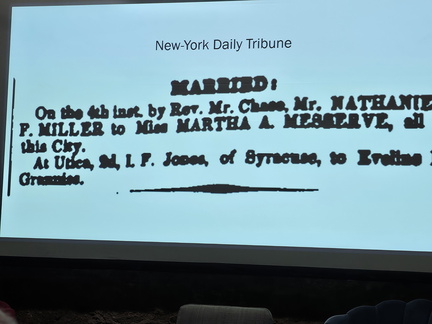 New-York Daily Tribune
MARRIED:
On the 4th inst. by Rev. Mr. Chase, Mr. NATHANIE
F. MILLER to Miss MARTHA A. MESSERVE, all
this City.
At Utica, 2d, I. F. Jones, of Syracuse, to Eveline
Grannies.